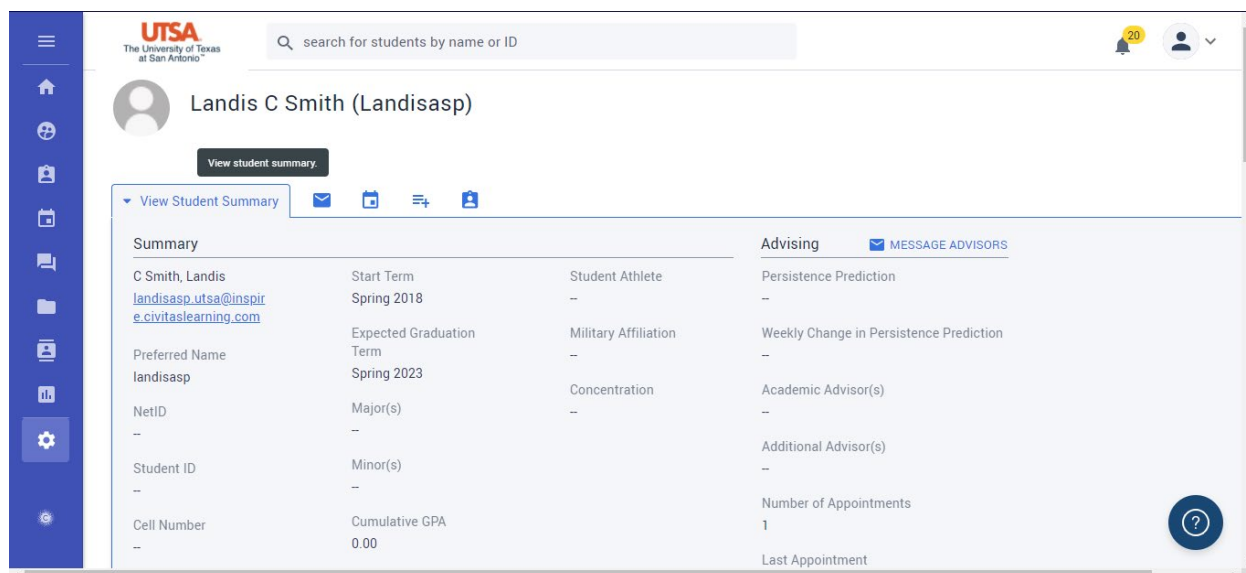 UTSA
The University of Texas
at San Antonio™
search for students by name or ID
20
Landis C Smith (Landisasp)
View student summary.
View Student Summary
Summary
C Smith, Landis
landisasp.utsa@inspir
e.civitaslearning.com
Preferred Name
landisasp
NetID
--
Student ID
--
Cell Number
--
Start Term
Spring 2018
Expected Graduation
Term
Spring 2023
Major(s)
--
Minor(s)
--
Cumulative GPA
0.00
Student Athlete
--
Military Affiliation
--
Concentration
--
Advising
MESSAGE ADVISORS
Persistence Prediction
--
Weekly Change in Persistence Prediction
--
Academic Advisor(s)
--
Additional Advisor(s)
--
Number of Appointments
1
Last Appointment